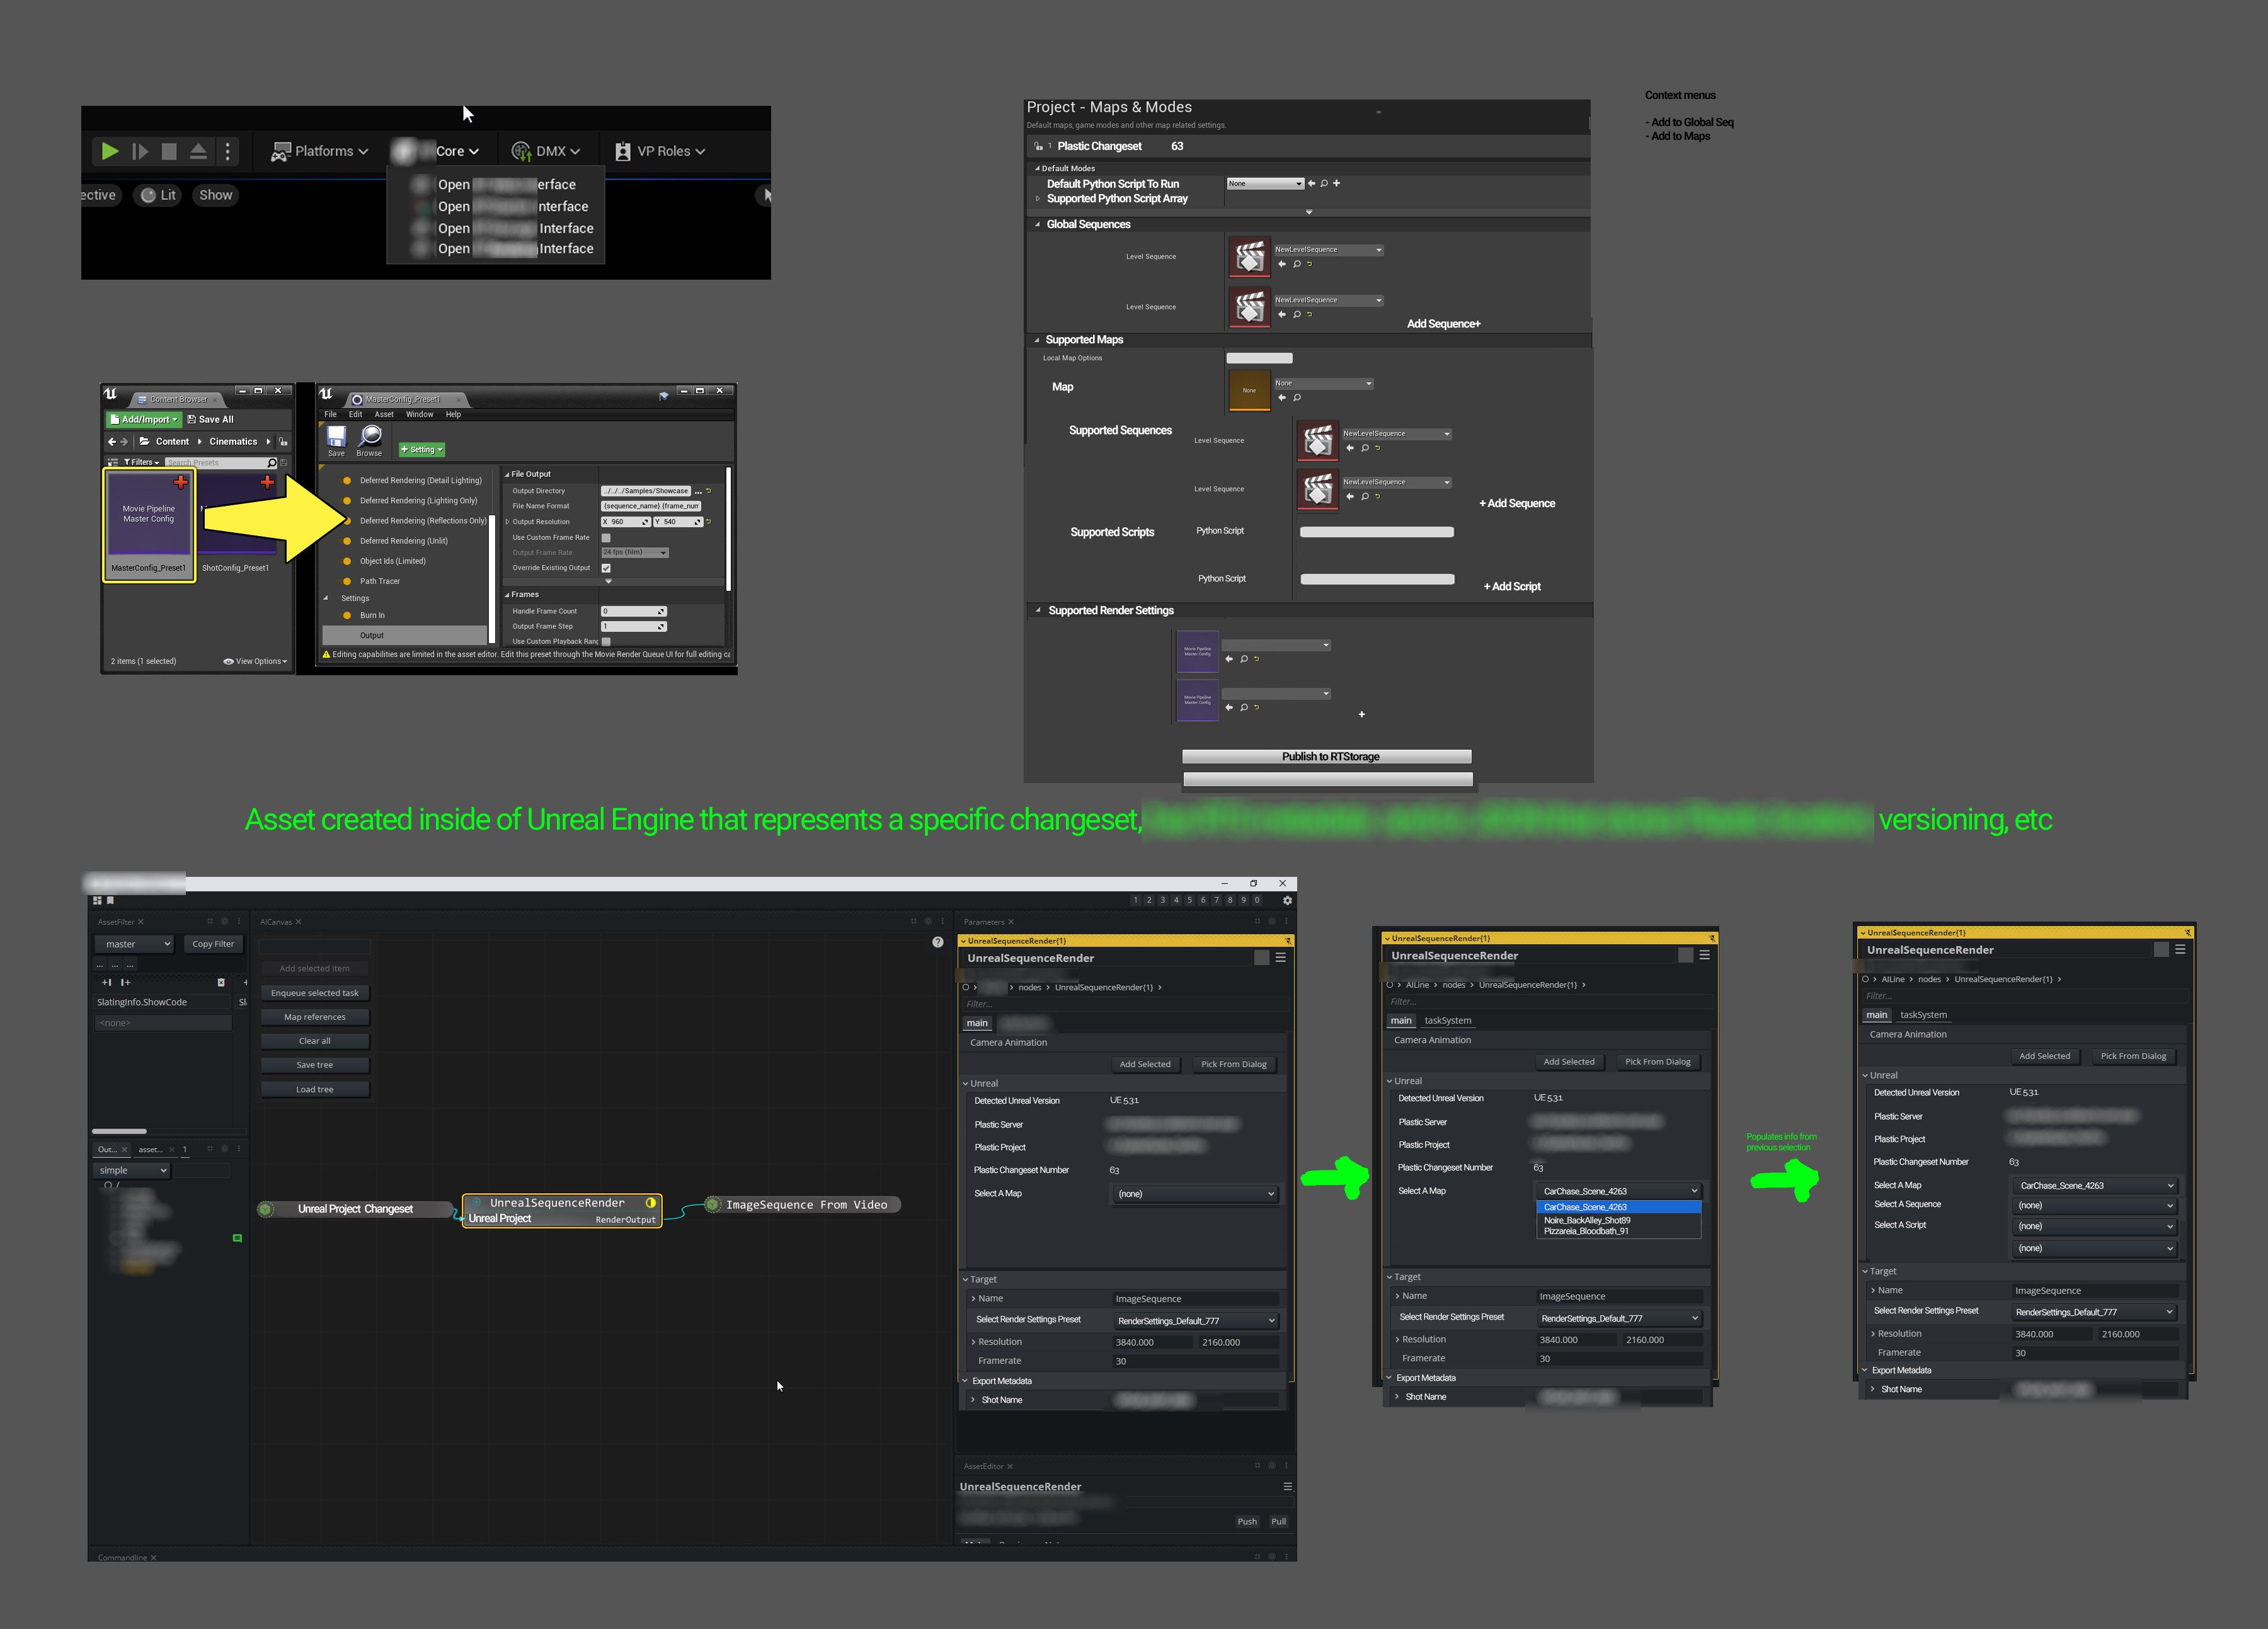 Platforms
Core
DMX
VP Roles
ective
Lit
Show
Open erface
Open nterface
Open Interface
Open Interface
Content Browser
Add/Import
Save All
Content
Cinematics
Filters
Search Presets
Movie Pipeline
Master Config
MasterConfig_Preset1
ShotConfig_Preset1
2 items (1 selected)
View Options
MasterConfig_Preset1
File Edit Asset Window Help
Save
Browse
Setting
Deferred Rendering (Detail Lighting)
Deferred Rendering (Lighting Only)
Deferred Rendering (Reflections Only)
Deferred Rendering (Unlit)
Object Ids (Limited)
Path Tracer
Settings
Burn In
Output
File Output
Output Directory ../../../Samples/Showcase ...
File Name Format {sequence_name}.{frame_num
Output Resolution X 960 Y 540
Use Custom Frame Rate
Output Frame Rate 24 fps (film)
Override Existing Output
Frames
Handle Frame Count 0
Output Frame Step 1
Use Custom Playback Rang
Editing capabilities are limited in the asset editor. Edit this preset through the Movie Render Queue UI for full editing ca
Project - Maps & Modes
Default maps, game modes and other map related settings.
1 Plastic Changeset 63
Default Modes
Default Python Script To Run None
Supported Python Script Array
Global Sequences
Level Sequence NewLevelSequence
Level Sequence NewLevelSequence
Add Sequence+
Supported Maps
Local Map Options
Map None None
Supported Sequences Level Sequence NewLevelSequence
Level Sequence NewLevelSequence
+ Add Sequence
Supported Scripts Python Script
Python Script
+ Add Script
Supported Render Settings
Movie Pipeline
Master Config
Movie Pipeline
Master Config
+
Publish to RTStorage
Context menus
- Add to Global Seq
- Add to Maps
Asset created inside of Unreal Engine that represents a specific changeset, versioning, etc
1 2 3 4 5 6 7 8 9 0
AssetFilter
master
Copy Filter
... ... ...
SlatingInfo.ShowCode
Sl
<none>
Out...
asset...
1
simple
/
AICanvas
?
Add selected item
Enqueue selected task
Map references
Clear all
Save tree
Load tree
Unreal Project Changeset
UnrealSequenceRender
Unreal Project
RenderOutput
ImageSequence From Video
Commandline
Parameters
UnrealSequenceRender{1}
UnrealSequenceRender
> > nodes > UnrealSequenceRender{1} >
Filter...
main
Camera Animation
Add Selected
Pick From Dialog
Unreal
Detected Unreal Version UE 5.3.1
Plastic Server
Plastic Project
Plastic Changeset Number 63
Select A Map (none)
Target
Name ImageSequence
Select Render Settings Preset RenderSettings_Default_777
Resolution 3840.000 2160.000
Framerate 30
Export Metadata
Shot Name
AssetEditor
UnrealSequenceRender
Push Pull
UnrealSequenceRender{1}
UnrealSequenceRender
> AILine > nodes > UnrealSequenceRender{1} >
Filter...
main taskSystem
Camera Animation
Add Selected
Pick From Dialog
Unreal
Detected Unreal Version UE 5.3.1
Plastic Server
Plastic Project
Plastic Changeset Number 63
Select A Map CarChase_Scene_4263
CarChase_Scene_4263
Noire_BackAlley_Shot89
Pizzareia_Bloodbath_91
Target
Name ImageSequence
Select Render Settings Preset RenderSettings_Default_777
Resolution 3840.000 2160.000
Framerate 30
Export Metadata
Shot Name
Populates info from
previous selection
UnrealSequenceRender{1}
UnrealSequenceRender
> AILine > nodes > UnrealSequenceRender{1} >
Filter...
main taskSystem
Camera Animation
Add Selected
Pick From Dialog
Unreal
Detected Unreal Version UE 5.3.1
Plastic Server
Plastic Project
Plastic Changeset Number 63
Select A Map CarChase_Scene_4263
Select A Sequence (none)
Select A Script (none)
(none)
Target
Name ImageSequence
Select Render Settings Preset RenderSettings_Default_777
Resolution 3840.000 2160.000
Framerate 30
Export Metadata
Shot Name